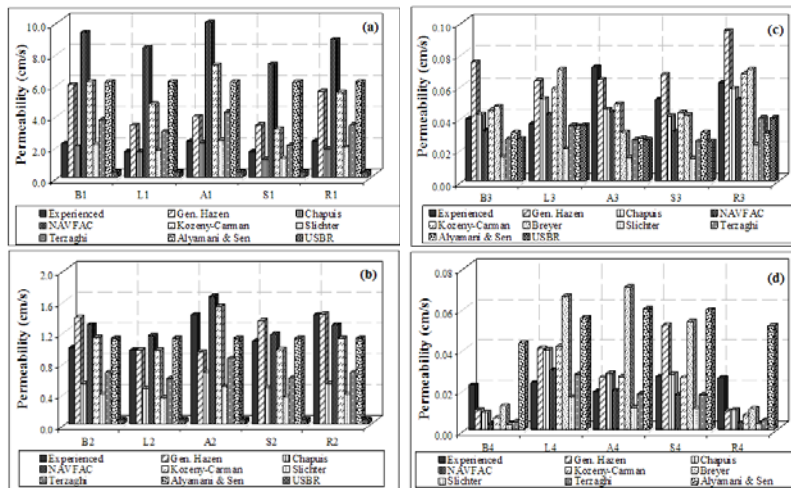 (a)
Permeability (cm/s)
10.0
8.0
6.0
4.0
2.0
0.0
B1 L1 A1 S1 R1
Experienced Gen. Hazen Chapuis
NAVFAC Kozeny-Carman Slichter
Terzaghi Alyamani & Sen USBR
(b)
Permeability (cm/s)
2.0
1.6
1.2
0.8
0.4
0.0
B2 L2 A2 S2 R2
Experienced Gen. Hazen Chapuis
NAVFAC Kozeny-Carman Slichter
Terzaghi Alyamani & Sen USBR
(c)
Permeability (cm/s)
0.10
0.08
0.06
0.04
0.02
0.00
B3 L3 A3 S3 R3
Experienced Gen. Hazen Chapuis NAVFAC
Kozeny-Carman Breyer Slichter Terzaghi
Alyamani & Sen USBR
(d)
Permeability (cm/s)
0.08
0.06
0.04
0.02
0.00
B4 L4 A4 S4 R4
Experienced Gen. Hazen Chapuis
NAVFAC Kozeny-Carman Breyer
Slichter Terzaghi Alyamani & Sen